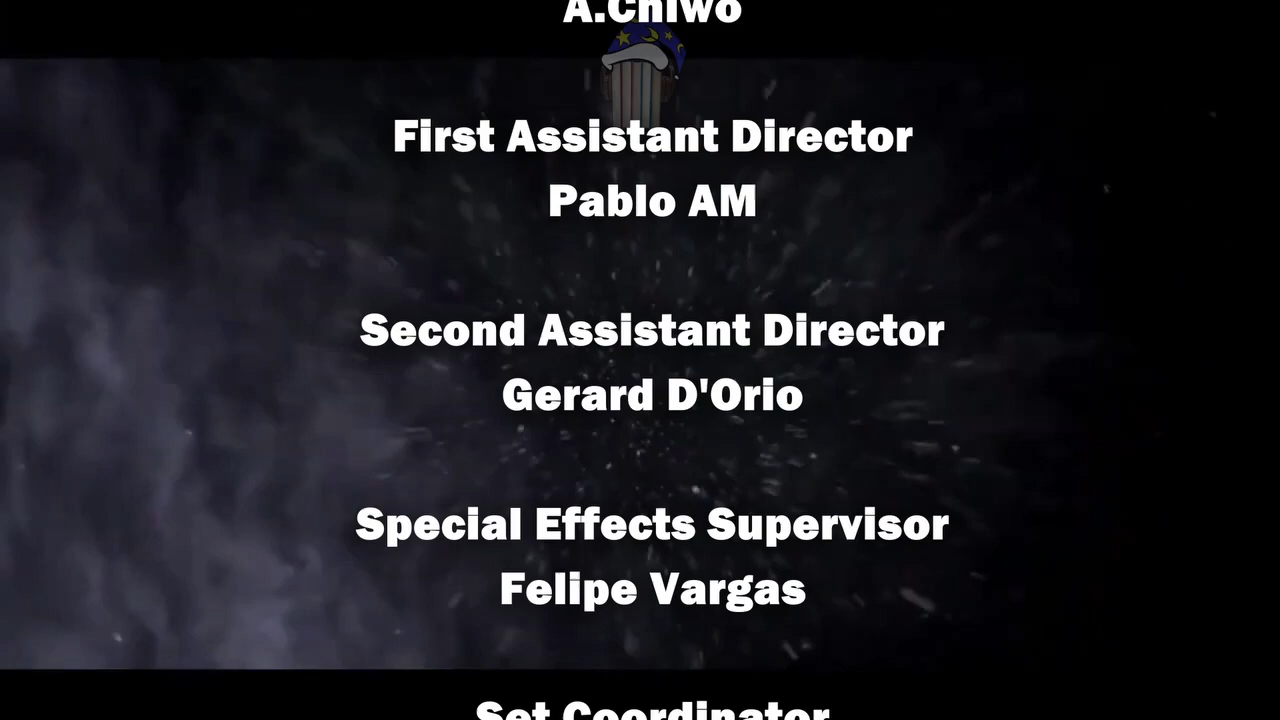 A.Chiwo
First Assistant Director
Pablo AM
Second Assistant Director
Gerard D'Orio
Special Effects Supervisor
Felipe Vargas
Set Coordinator